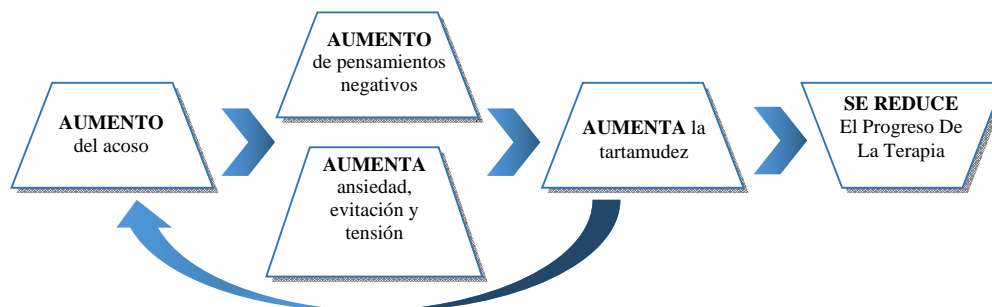 AUMENTO
del acoso
AUMENTO
de pensamientos
negativos
AUMENTA
ansiedad,
evitación y
tensión
AUMENTA la
tartamudez
SE REDUCE
El Progreso De
La Terapia